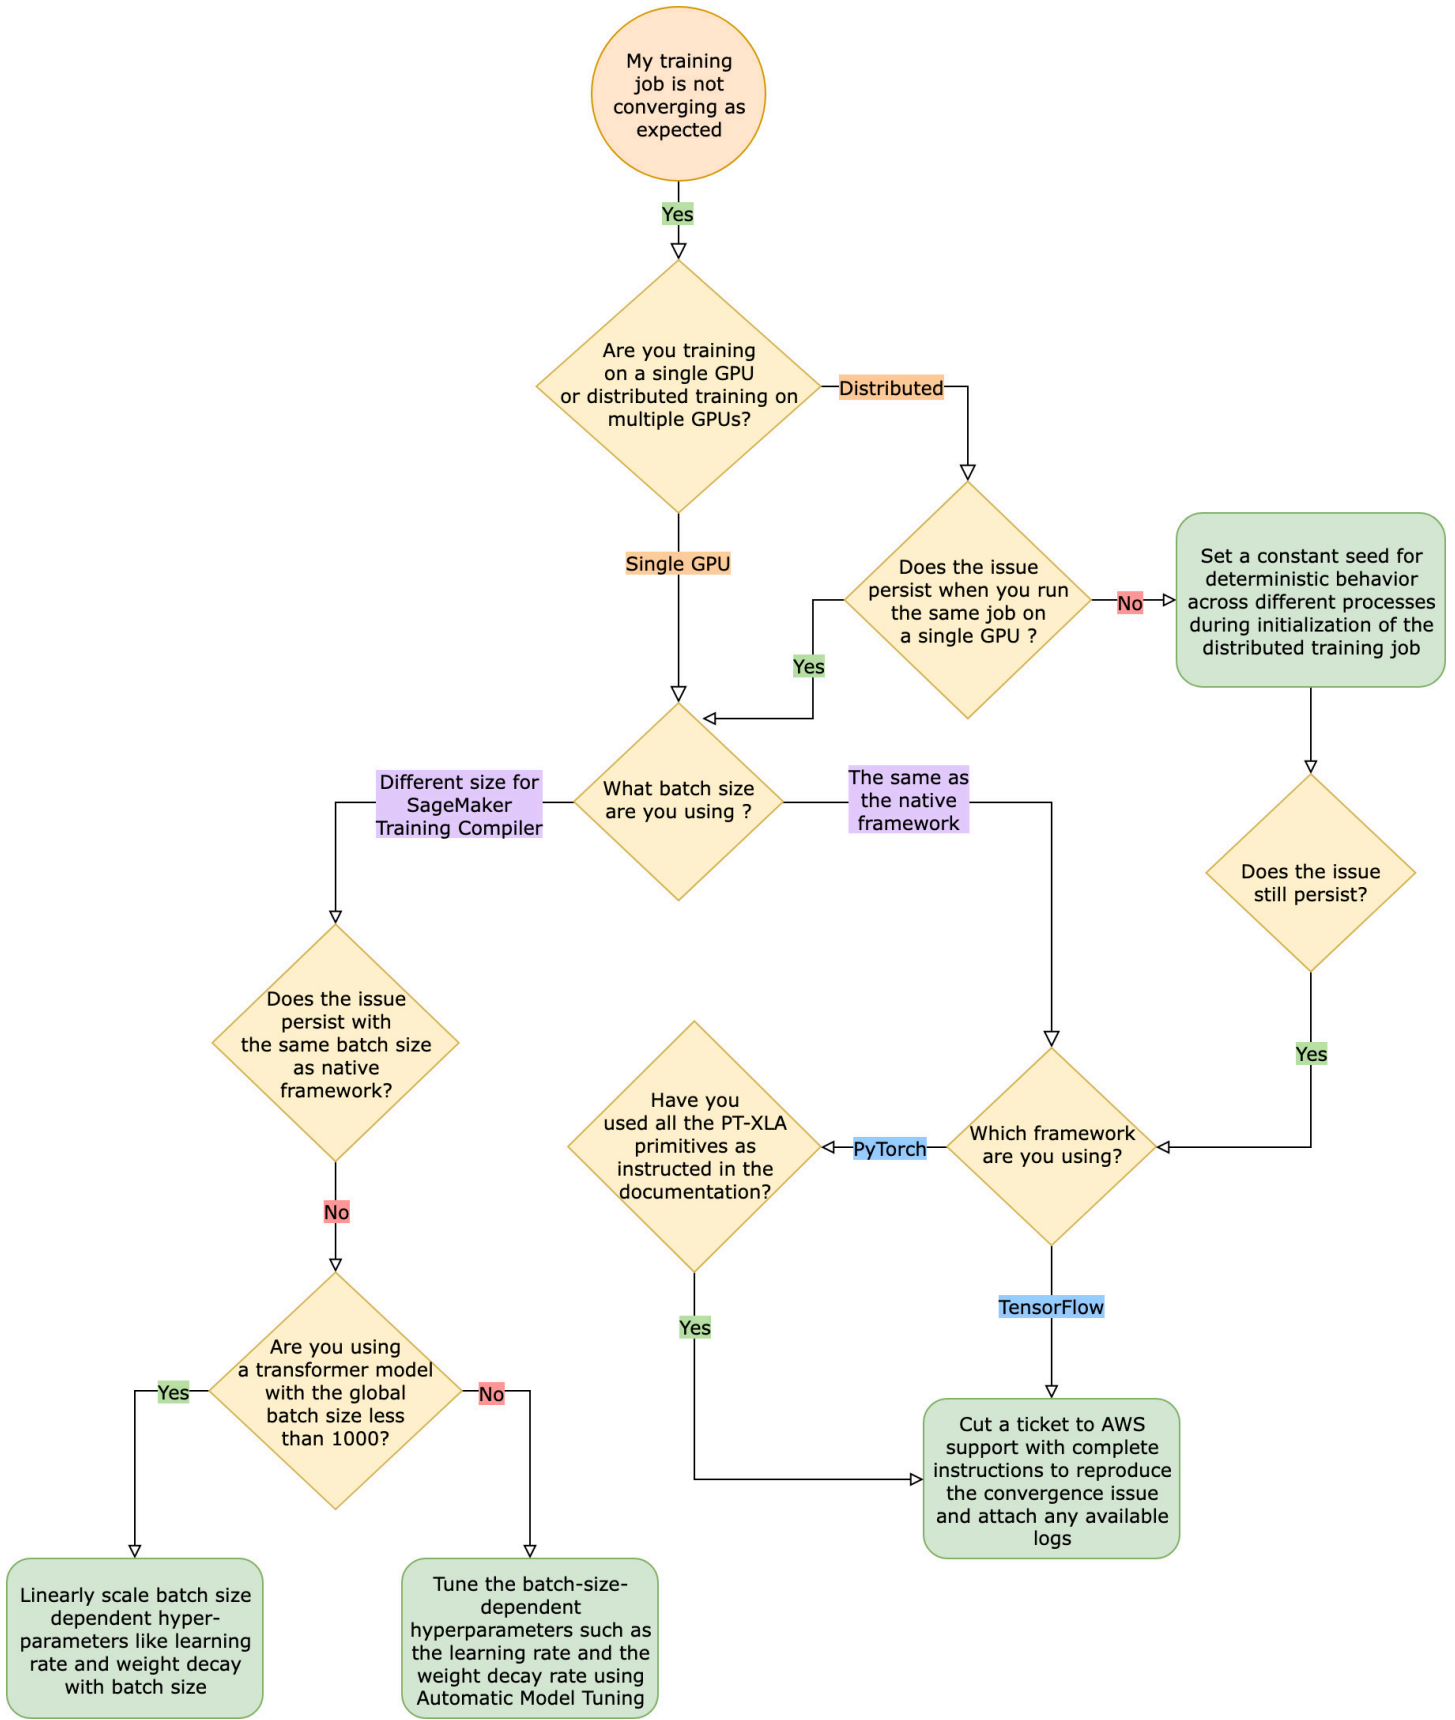 My training
job is not
converging as
expected
Yes
Are you training
on a single GPU
or distributed training on
multiple GPUs?
Distributed
Single GPU
Does the issue
persist when you run
the same job on
a single GPU ?
No
Set a constant seed for
deterministic behavior
across different processes
during initialization of the
distributed training job
Yes
What batch size
are you using ?
Different size for
SageMaker
Training Compiler
The same as
the native
framework
Does the issue
still persist?
Does the issue
persist with
the same batch size
as native
framework?
Yes
Have you
used all the PT-XLA
primitives as
instructed in the
documentation?
PyTorch
Which framework
are you using?
No
TensorFlow
Yes
Are you using
a transformer model
with the global
batch size less
than 1000?
Yes
No
Cut a ticket to AWS
support with complete
instructions to reproduce
the convergence issue
and attach any available
logs
Linearly scale batch size
dependent hyper-
parameters like learning
rate and weight decay
with batch size
Tune the batch-size-
dependent
hyperparameters such as
the learning rate and the
weight decay rate using
Automatic Model Tuning